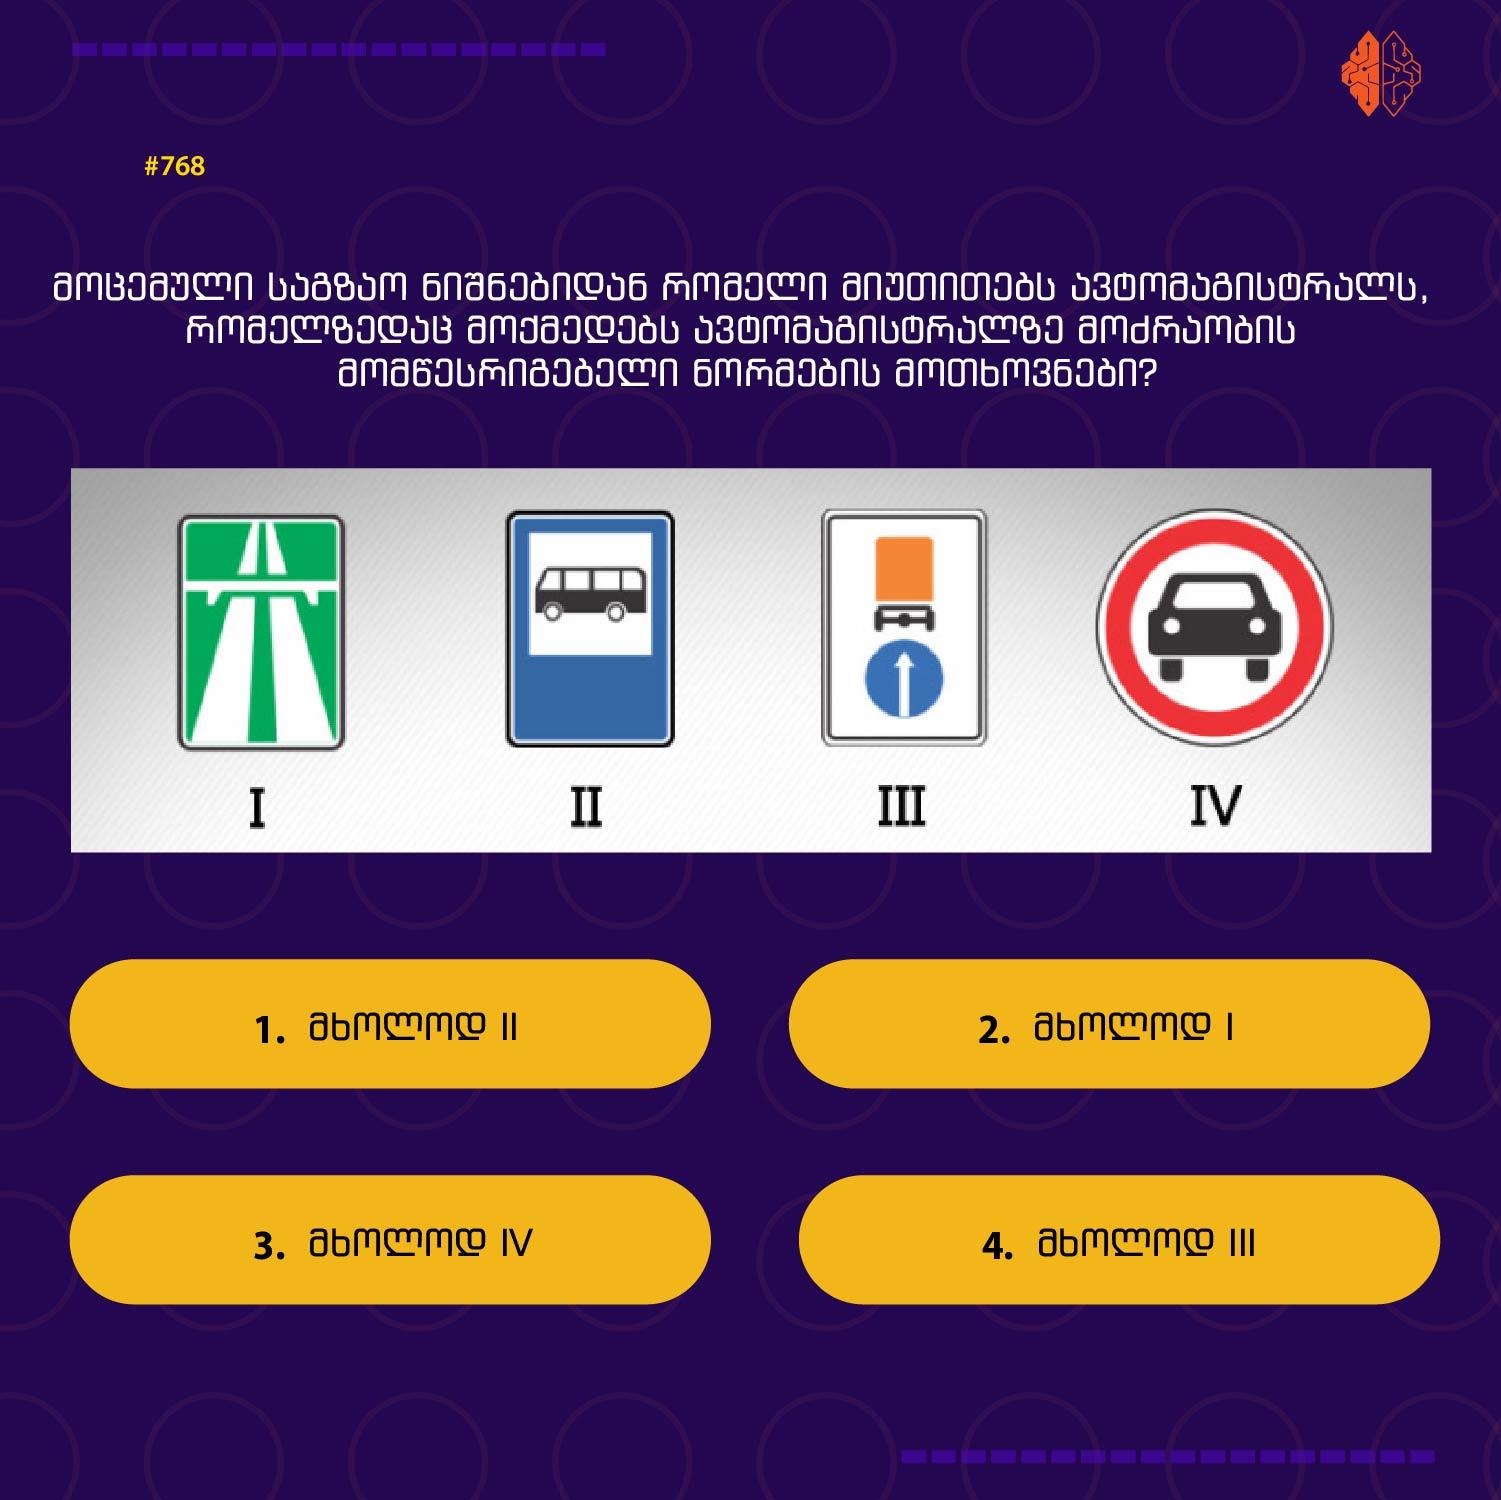 #768
მოცემული საგზაო ნიშნებიდან რომელი მიუთითებს ავტომაგისტრალს,
რომელზედაც მოქმედებს ავტომაგისტრალზე მოძრაობის
მომწესრიგებელი ნორმების მოთხოვნები?
I
II
III
IV
1. მხოლოდ II
2. მხოლოდ I
3. მხოლოდ IV
4. მხოლოდ III